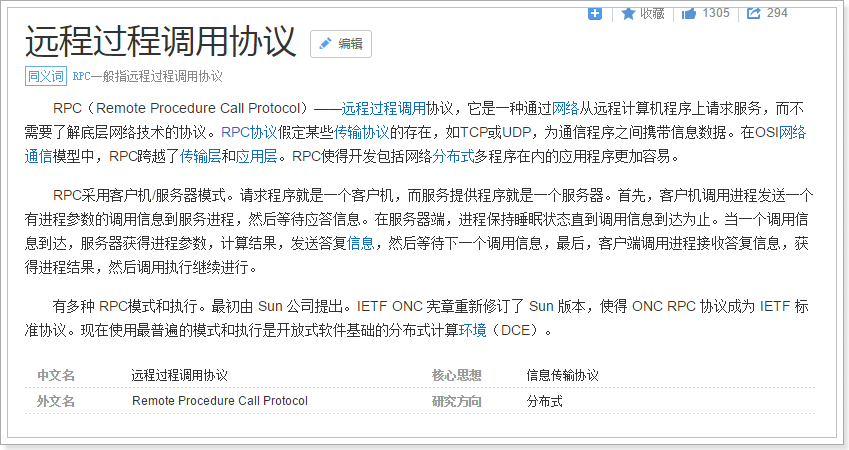 收藏 1305 294
远程过程调用协议 编辑
同义词 RPC一般指远程过程调用协议
RPC（Remote Procedure Call Protocol）——远程过程调用协议，它是一种通过网络从远程计算机程序上请求服务，而不
需要了解底层网络技术的协议。RPC协议假定某些传输协议的存在，如TCP或UDP，为通信程序之间携带信息数据。在OSI网络
通信模型中，RPC跨越了传输层和应用层。RPC使得开发包括网络分布式多程序在内的应用程序更加容易。
RPC采用客户机/服务器模式。请求程序就是一个客户机，而服务提供程序就是一个服务器。首先，客户机调用进程发送一个
有进程参数的调用信息到服务进程，然后等待应答信息。在服务器端，进程保持睡眠状态直到调用信息到达为止。当一个调用信
息到达，服务器获得进程参数，计算结果，发送答复信息，然后等待下一个调用信息，最后，客户端调用进程接收答复信息，获
得进程结果，然后调用执行继续进行。
有多种 RPC模式和执行。最初由 Sun 公司提出。IETF ONC 宪章重新修订了 Sun 版本，使得 ONC RPC 协议成为 IETF 标
准协议。现在使用最普遍的模式和执行是开放式软件基础的分布式计算环境（DCE）。
中文名 远程过程调用协议 核心思想 信息传输协议
外文名 Remote Procedure Call Protocol 研究方向 分布式